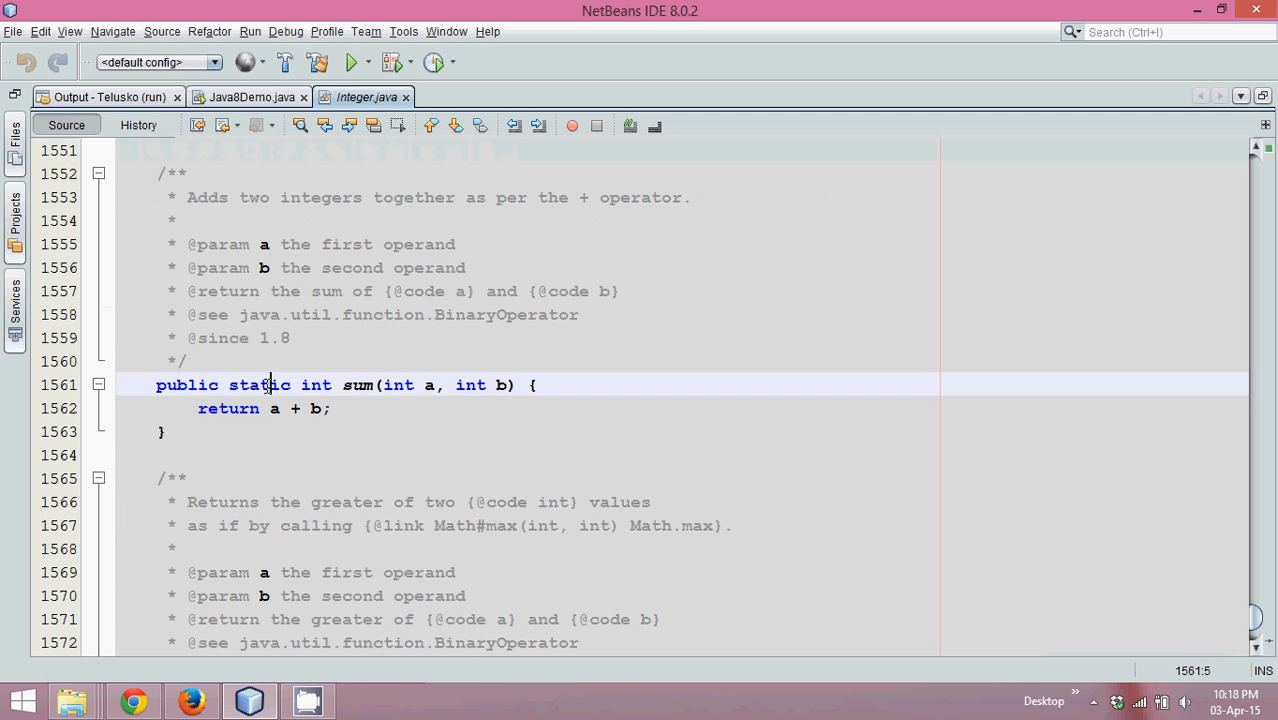 NetBeans IDE 8.0.2
File Edit View Navigate Source Refactor Run Debug Profile Team Tools Window Help
Search (Ctrl+I)
<default config>
Output - Telusko (run) Java8Demo.java Integer.java
Source History
Files
Projects
Services
1551
1552 /**
1553 * Adds two integers together as per the + operator.
1554 *
1555 * @param a the first operand
1556 * @param b the second operand
1557 * @return the sum of {@code a} and {@code b}
1558 * @see java.util.function.BinaryOperator
1559 * @since 1.8
1560 */
1561 public static int sum(int a, int b) {
1562 return a + b;
1563 }
1564
1565 /**
1566 * Returns the greater of two {@code int} values
1567 * as if by calling {@link Math#max(int, int) Math.max}.
1568 *
1569 * @param a the first operand
1570 * @param b the second operand
1571 * @return the greater of {@code a} and {@code b}
1572 * @see java.util.function.BinaryOperator
1561:5 INS
Desktop
10:18 PM
03-Apr-15